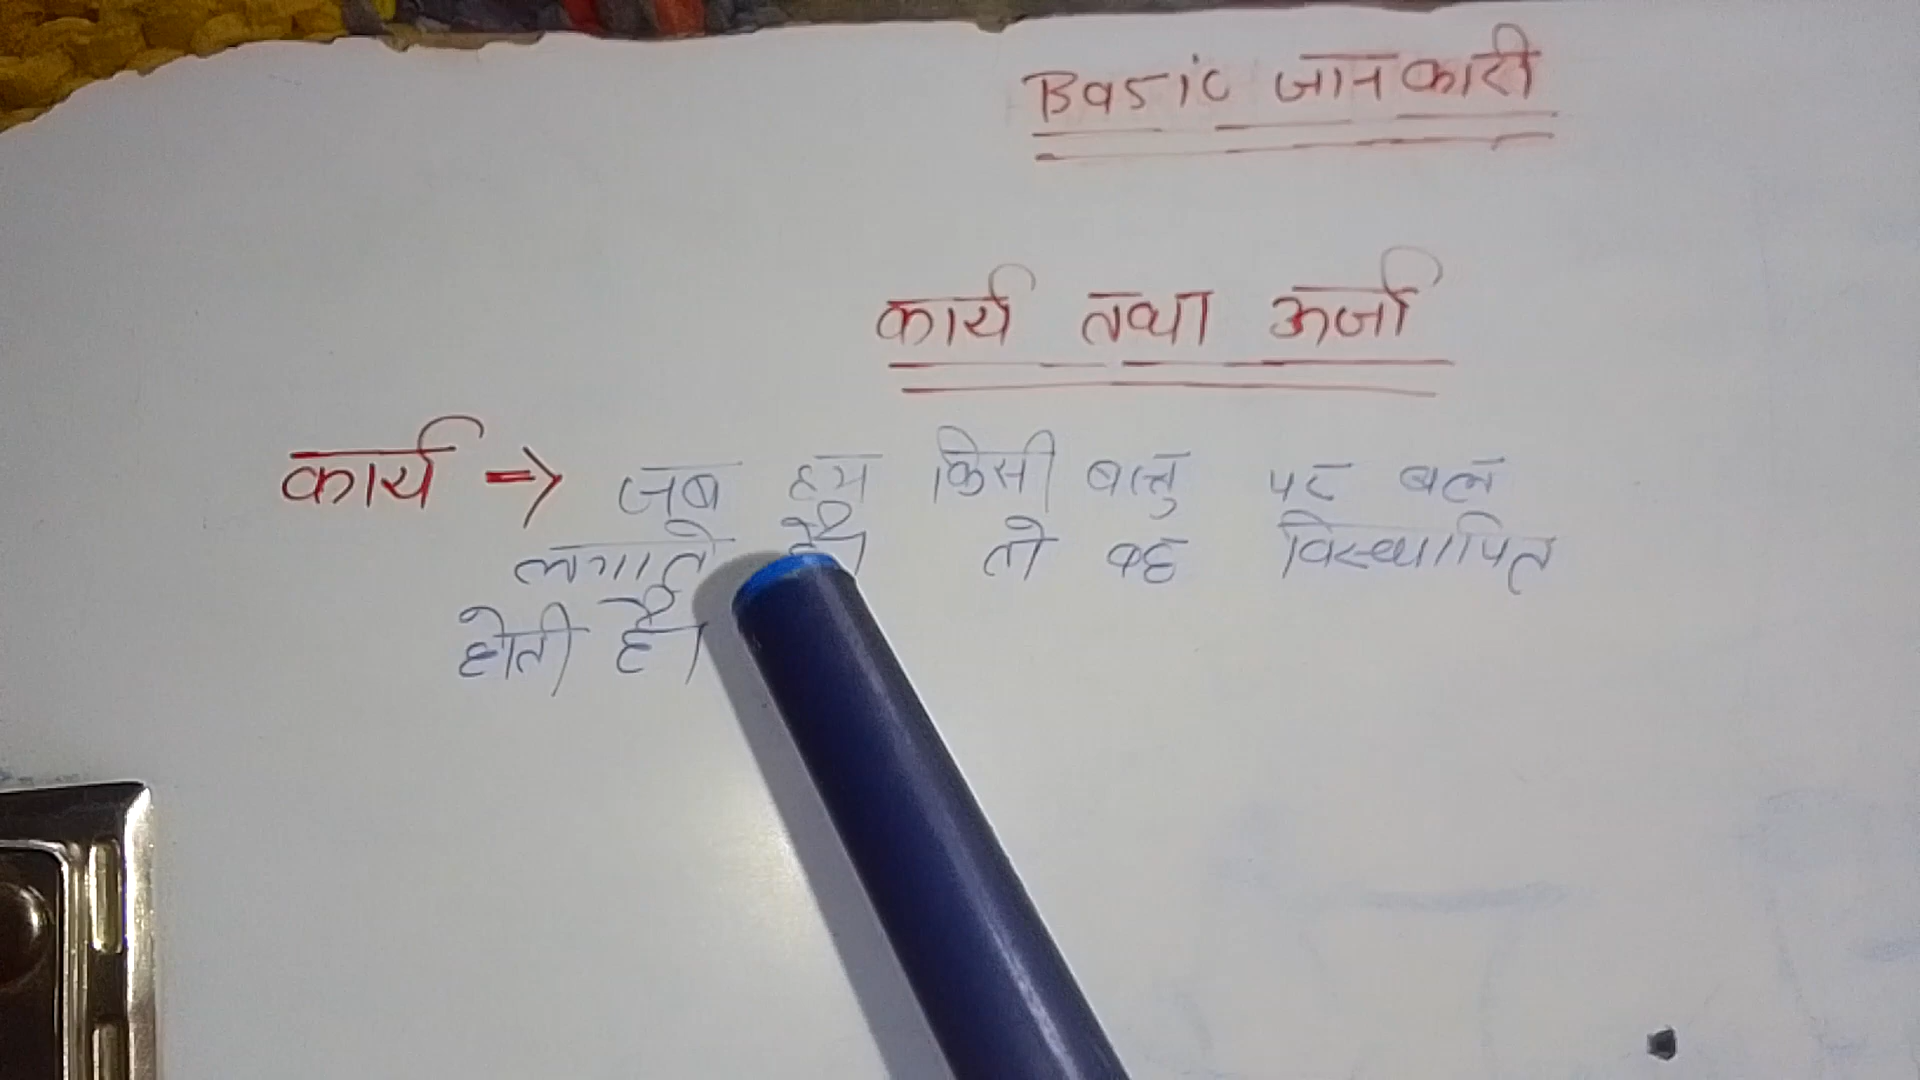 Basic जानकारी
कार्य तथा ऊर्जा
कार्य => जब हम किसी वस्तु पर बल
लगाते हैं। तो वह विस्थापित
होती है।